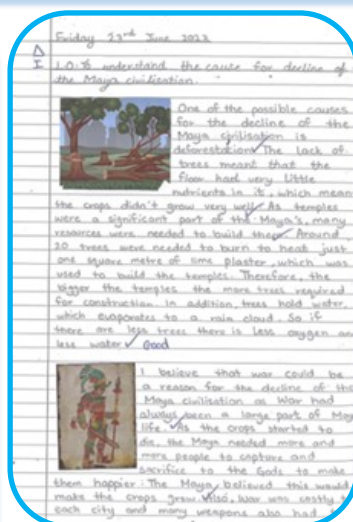 Friday 23rd June 2023
Δ
I
L.O: To understand the cause for decline of
the Maya civilisation.
One of the possible causes
for the decline of the
Maya civilisation is
deforestation. The lack of
trees meant that the
floor had very little
nutrients in it, which mean
the crops didn't grow very well. As temples
were a significant part of the Maya's, many
resources were needed to build them. Around
20 trees were needed to burn to heat just
one square metre of lime plaster, which was
used to build the temples. Therefore, the
bigger the temples the more trees required
for construction. In addition, trees hold water,
which evaporates to a rain cloud. So if
there are less trees there is less oxygen an
less water. Good
I believe that war could be
a reason for the decline of the
Maya civilisation as war had
always been a large part of May
life. As the crops started to
die, the Maya needed more and
more people to capture and
sacrifice to the Gods to make
them happier. The Maya believed this would
make the crops grow. Also, war was costly t
each city and many weapons also had t